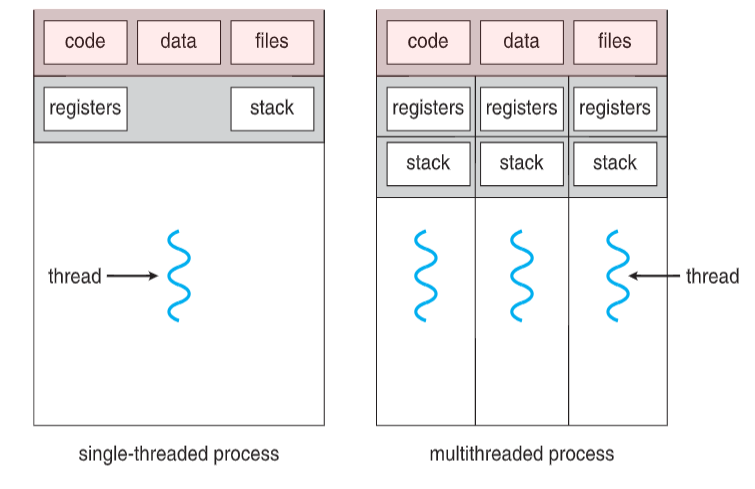 code data files code data files
registers stack registers registers registers
stack stack stack
thread thread
single-threaded process multithreaded process